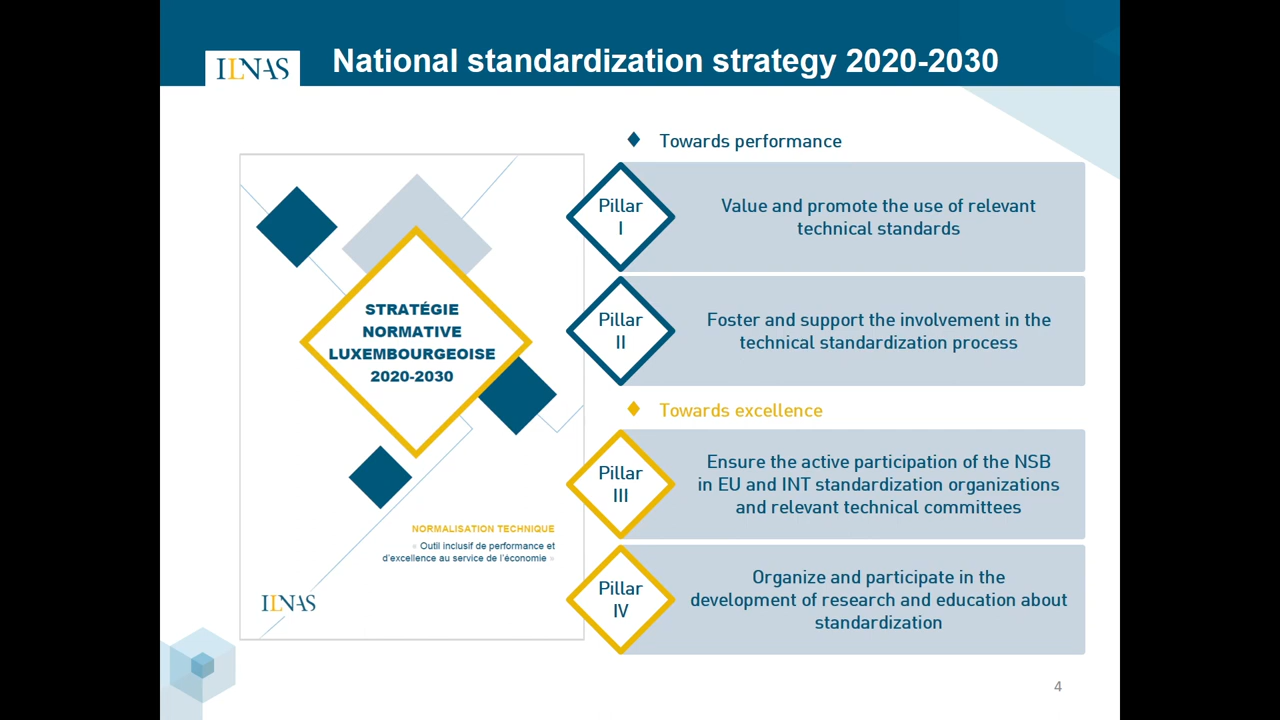 ILNAS
National standardization strategy 2020-2030
STRATÉGIE
NORMATIVE
LUXEMBOURGEOISE
2020-2030
NORMALISATION TECHNIQUE
« Outil inclusif de performance et
d'excellence au service de l'économie »
ILNAS
Towards performance
Pillar
I
Value and promote the use of relevant
technical standards
Pillar
II
Foster and support the involvement in the
technical standardization process
Towards excellence
Pillar
III
Ensure the active participation of the NSB
in EU and INT standardization organizations
and relevant technical committees
Pillar
IV
Organize and participate in the
development of research and education about
standardization
4